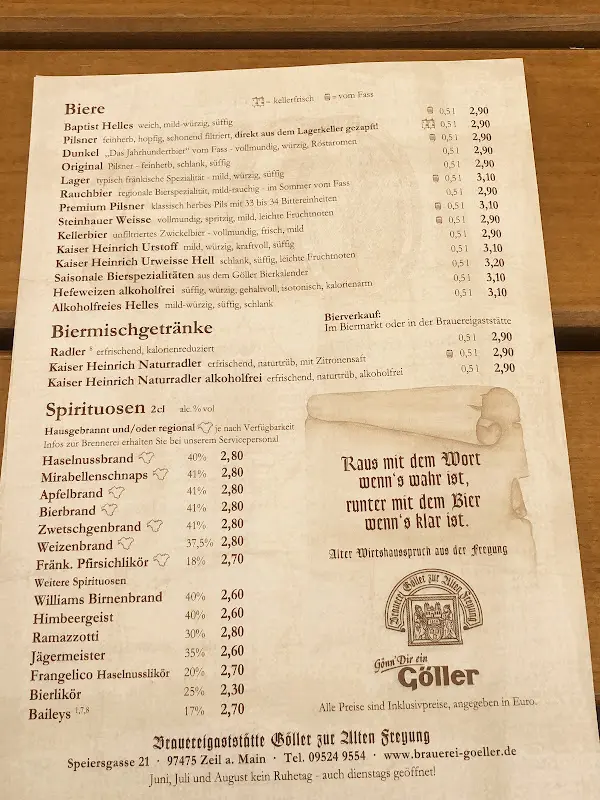 = kellerfrisch = vom Fass
Biere
Baptist Helles weich, mild-würzig, süffig 0,5 l 2,90
Pilsner feinherb, hopfig, schonend filtriert, direkt aus dem Lagerkeller gezapft! 0,5 l 2,90
Dunkel „Das Jahrhundertbier“ vom Fass - vollmundig, würzig, Röstaromen 0,5 l 2,90
Original Pilsner - feinherb, schlank, süffig 0,5 l 2,90
Lager typisch fränkische Spezialität - mild, würzig, süffig 0,5 l 2,90
Rauchbier regionale Bierspezialität, mild-rauchig - im Sommer vom Fass 0,5 l 3,10
Premium Pilsner klassisch herbes Pils mit 33 bis 34 Bittereinheiten 0,5 l 2,90
Steinhauer Weisse vollmundig, spritzig, mild, leichte Fruchtnoten 0,5 l 3,10
Kellerbier unfiltriertes Zwickelbier - vollmundig, frisch, mild 0,5 l 2,90
Kaiser Heinrich Urstoff mild, würzig, kraftvoll, süffig 0,5 l 2,90
Kaiser Heinrich Urweisse Hell schlank, süffig, leichte Fruchtnoten 0,5 l 3,10
Saisonale Bierspezialitäten aus dem Göller Bierkalender 3,20
Hefeweizen alkoholfrei süffig, würzig, gehaltvoll, isotonisch, kalorienarm 0,5 l 3,10
Alkoholfreies Helles mild-würzig, süffig, schlank 0,5 l 3,10
Bierverkauf:
Im Biermarkt oder in der Brauereigaststätte
Biermischgetränke
Radler 6 erfrischend, kalorienreduziert 0,5 l 2,90
Kaiser Heinrich Naturradler erfrischend, naturtrüb, mit Zitronensaft 0,5 l 2,90
Kaiser Heinrich Naturradler alkoholfrei erfrischend, naturtrüb, alkoholfrei 0,5 l 2,90
Spirituosen 2cl alc.% vol
Hausgebrannt und/oder regional je nach Verfügbarkeit
Infos zur Brennerei erhalten Sie bei unserem Servicepersonal
Haselnussbrand 40% 2,80
Mirabellenschnaps 41% 2,80
Apfelbrand 41% 2,80
Bierbrand 41% 2,80
Zwetschgenbrand 41% 2,80
Weizenbrand 37,5% 2,80
Fränk. Pfirsichlikör 18% 2,70
Weitere Spirituosen
Williams Birnenbrand 40% 2,60
Himbeergeist 40% 2,60
Ramazzotti 30% 2,80
Jägermeister 35% 2,60
Frangelico Haselnusslikör 20% 2,70
Bierlikör 25% 2,30
Baileys 1,7,8 17% 2,70
Raus mit dem Wort
wenn's wahr ist,
runter mit dem Bier
wenn's klar ist.
Alter Wirtshausspruch aus der Freyung
Brauerei Göller zur Alten Freyung
Gönn' Dir ein
Göller
Alle Preise sind Inklusivpreise, angegeben in Euro.
Brauereigaststätte Göller zur Alten Freyung
Speiersgasse 21 · 97475 Zeil a. Main · Tel. 09524 9554 · www.brauerei-goeller.de
Juni, Juli und August kein Ruhetag - auch dienstags geöffnet!